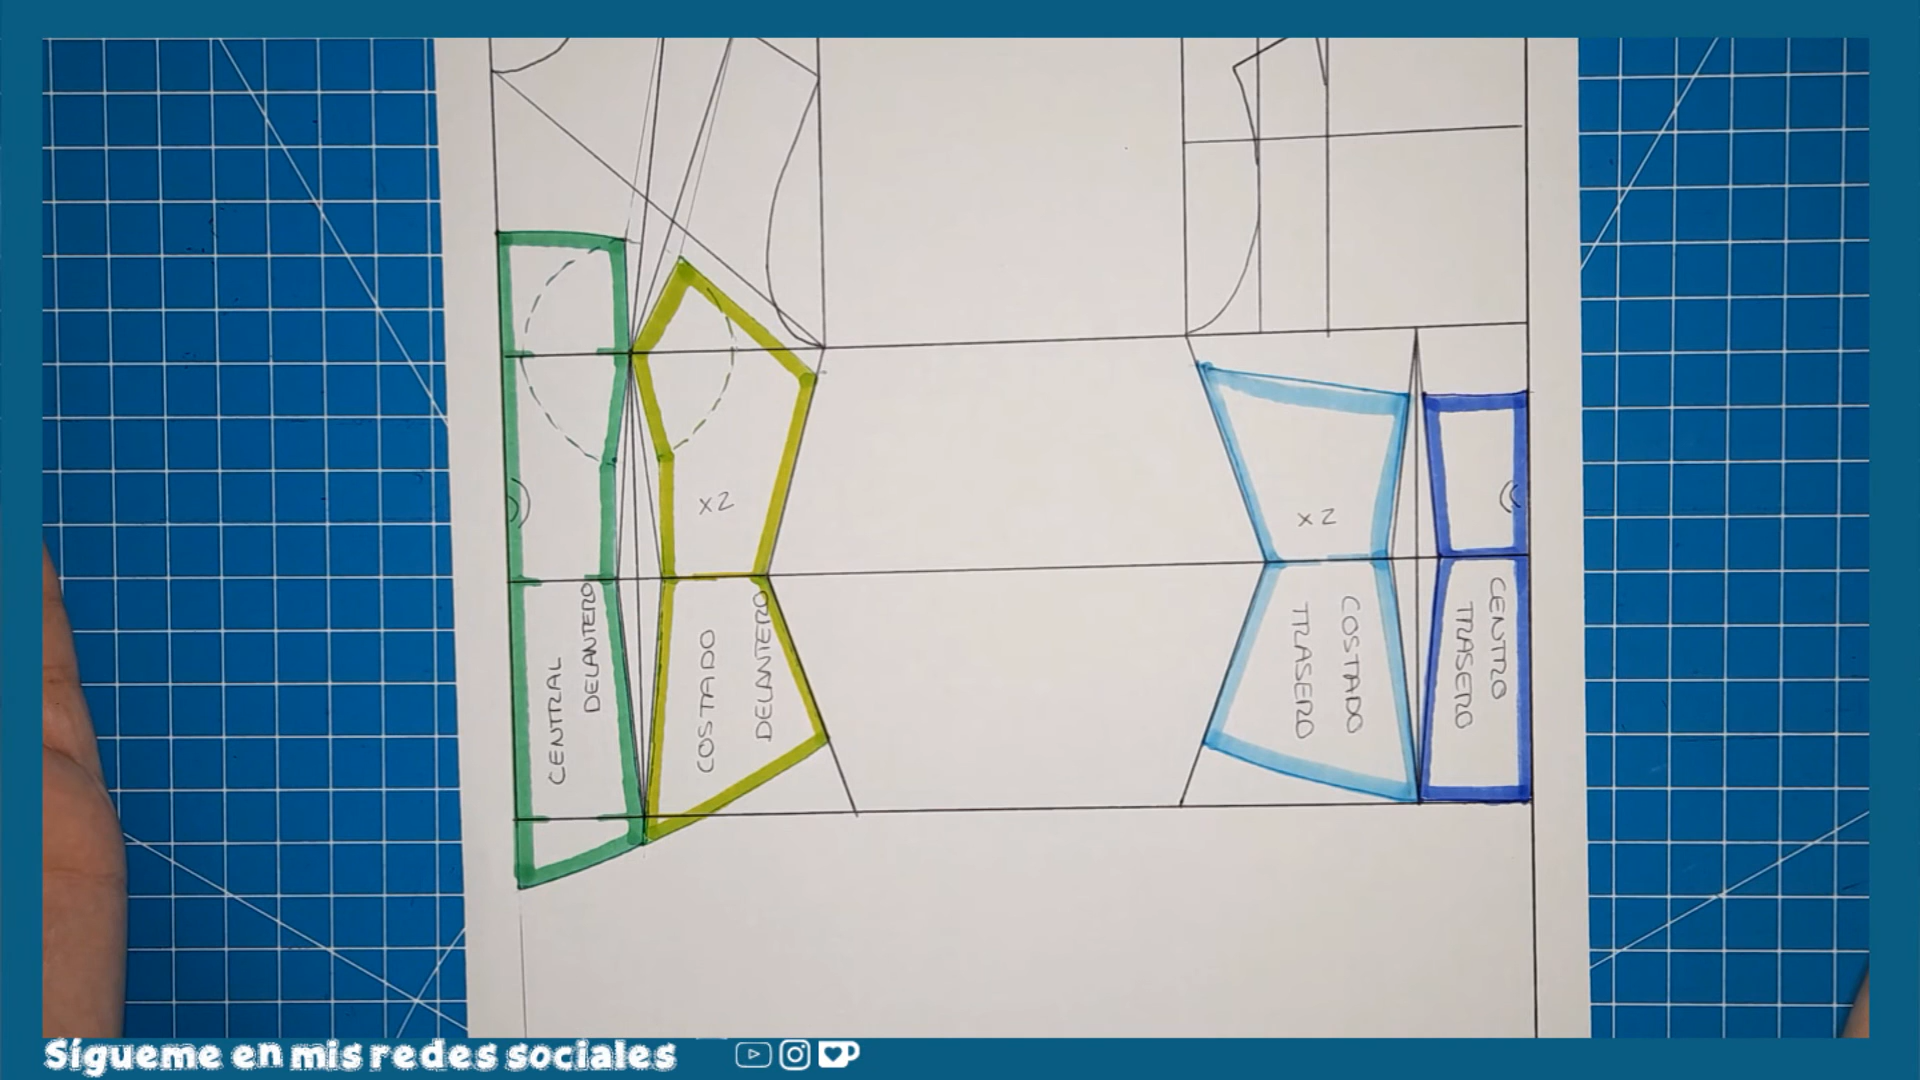 x2
CENTRAL
DELANTERO
COSTADO
DELANTERO
x2
COSTADO
TRASERO
CENTRO
TRASERO
Sígueme en mis redes sociales